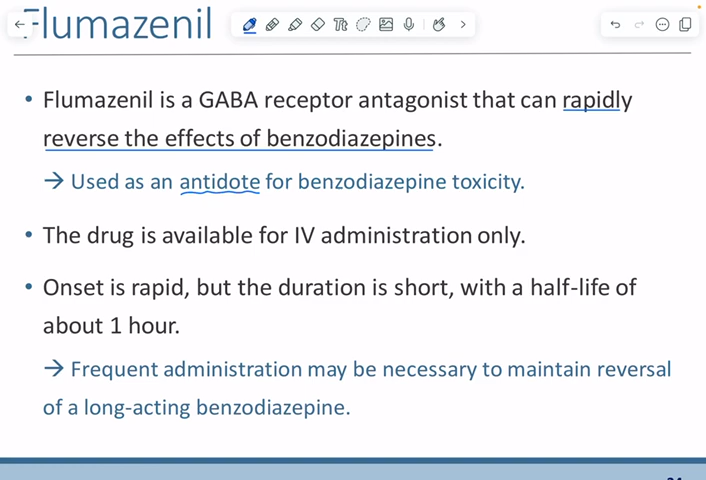 Flumazenil
• Flumazenil is a GABA receptor antagonist that can rapidly
reverse the effects of benzodiazepines.
→ Used as an antidote for benzodiazepine toxicity.
• The drug is available for IV administration only.
• Onset is rapid, but the duration is short, with a half-life of
about 1 hour.
→ Frequent administration may be necessary to maintain reversal
of a long-acting benzodiazepine.